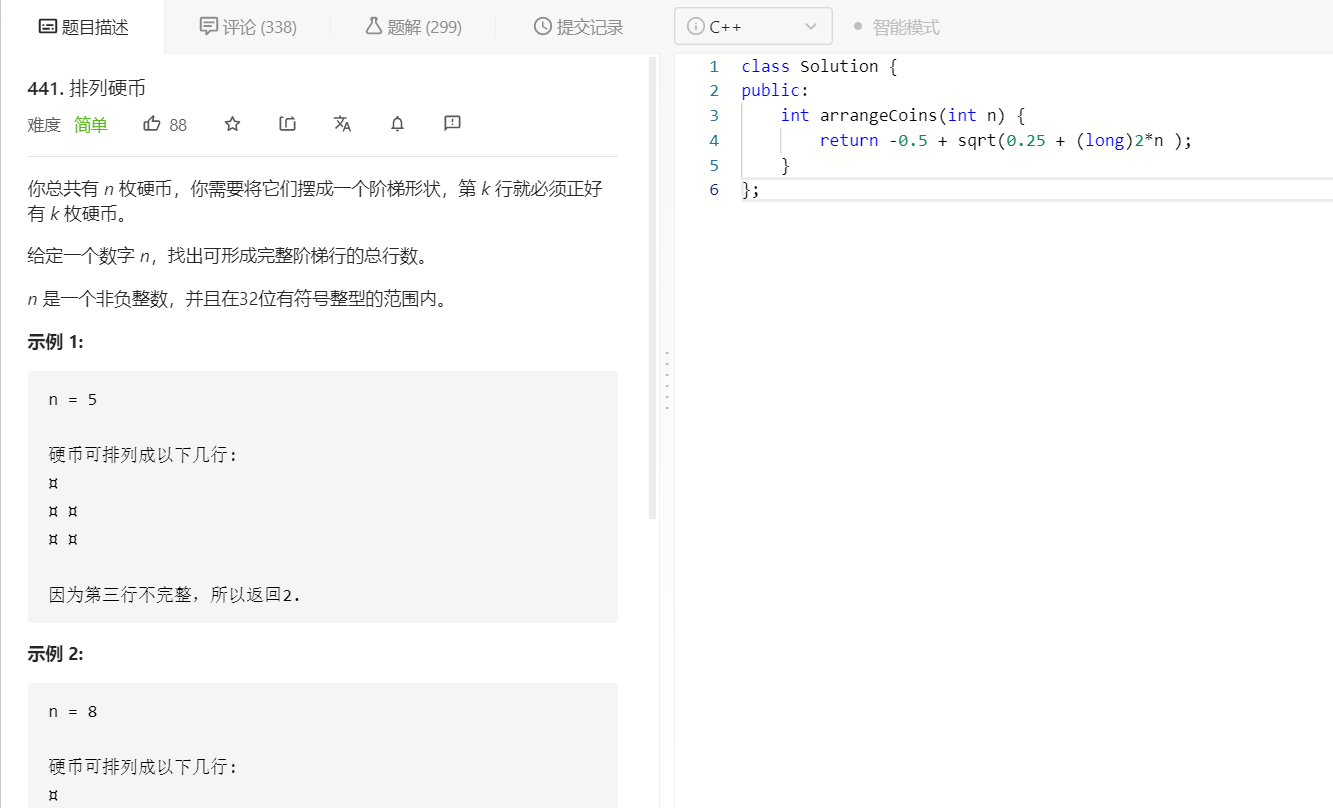 题目描述
评论 (338)
题解 (299)
提交记录
C++
智能模式
441. 排列硬币
难度 简单 88
你总共有 n 枚硬币，你需要将它们摆成一个阶梯形状，第 k 行就必须正好
有 k 枚硬币。
给定一个数字 n，找出可形成完整阶梯行的总行数。
n 是一个非负整数，并且在32位有符号整型的范围内。
示例 1:
n = 5
硬币可排列成以下几行:
¤
¤ ¤
¤ ¤
因为第三行不完整，所以返回2.
示例 2:
n = 8
硬币可排列成以下几行:
¤
1 class Solution {
2 public:
3     int arrangeCoins(int n) {
4         return -0.5 + sqrt(0.25 + (long)2*n );
5     }
6 };